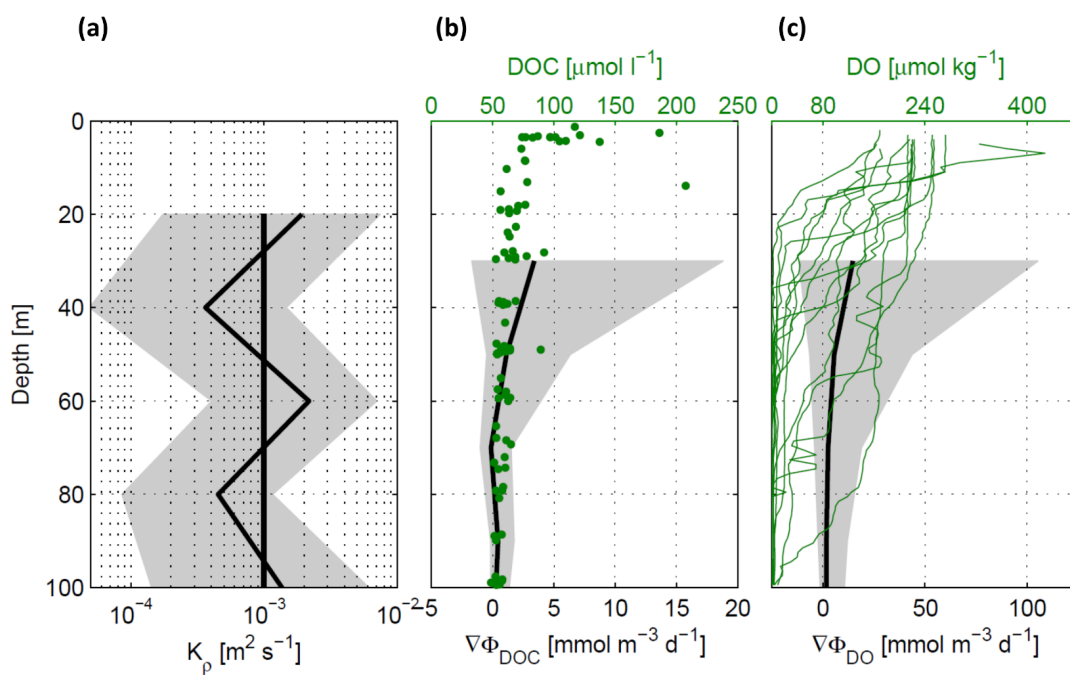 (a)
(b)
(c)
DOC [μmol l⁻¹]
DO [μmol kg⁻¹]
0 50 100 150 200 250
0 80 160 240 400
0
20
40
60
80
100
Depth [m]
10⁻⁴ 10⁻³ 10⁻²
-5 0 5 10 15 20
0 50 100
Kρ [m² s⁻¹]
∇Φ_DOC [mmol m⁻³ d⁻¹]
∇Φ_DO [mmol m⁻³ d⁻¹]